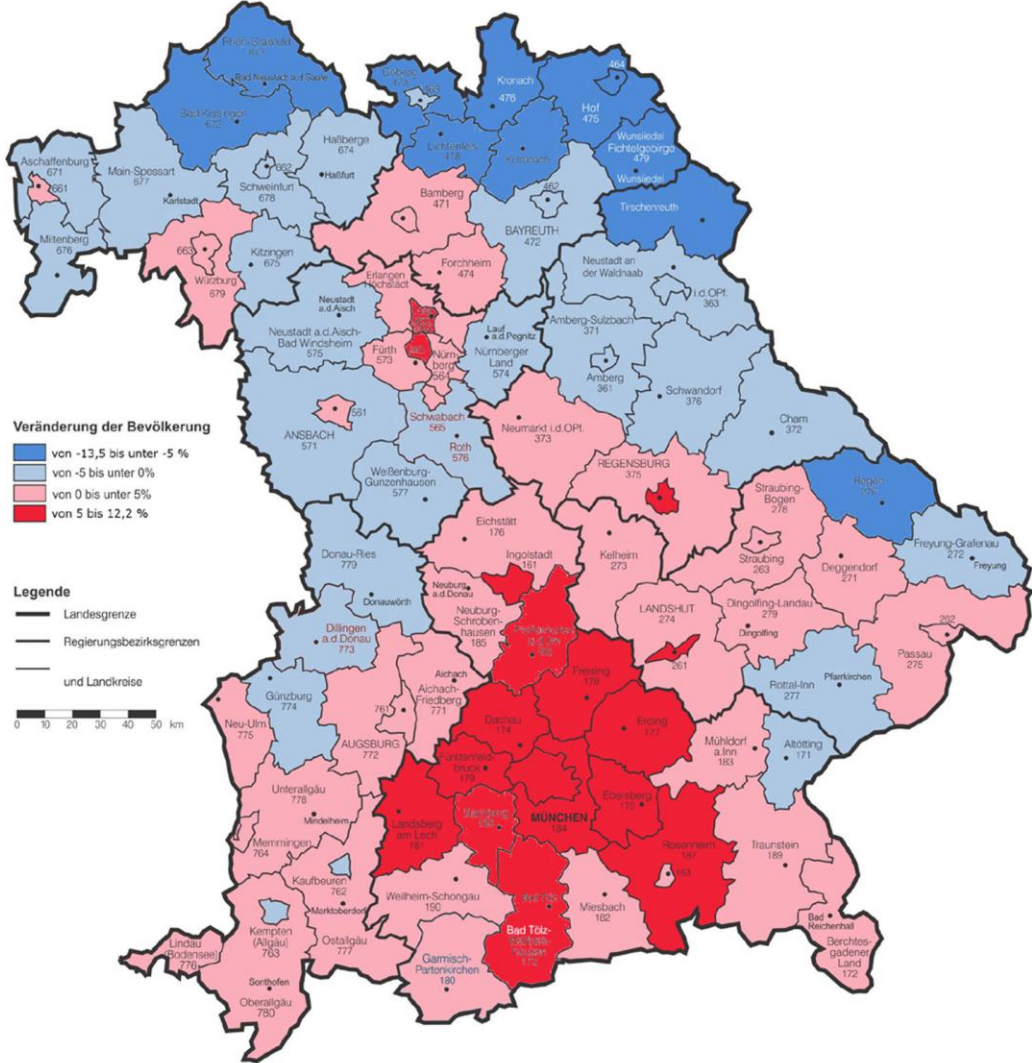 Rhön-Grabfeld
Bad Neustadt a.d.Saale
Bad Kissingen
672
Coburg
473
463
Kronach
476
464
Hof
475
Lichtenfels
478
Kulmbach
Wunsiedel
Fichtelgebirge
479
Wunsiedel
Tirschenreuth
Aschaffenburg
671
661
Main-Spessart
677
Karlstadt
662
Schweinfurt
678
Haßberge
674
Haßfurt
Bamberg
471
462
BAYREUTH
472
Miltenberg
676
663
Würzburg
679
Kitzingen
675
Forchheim
474
Erlangen
Höchstadt
Neustadt an
der Waldnaab
i.d.OPf.
363
Neustadt
a.d.Aisch
Neustadt a.d.Aisch-
Bad Windsheim
575
Fürth
573
Nürn-
berg
564
Lauf
a.d.Pegnitz
Nürnberger
Land
574
Amberg-Sulzbach
371
Amberg
361
Schwandorf
376
Cham
372
561
ANSBACH
571
Schwabach
565
Roth
576
Neumarkt i.d.OPf.
373
REGENSBURG
375
Weißenburg-
Gunzenhausen
577
Straubing-
Bogen
278
Regen
276
Freyung-Grafenau
272
Freyung
Eichstätt
176
Ingolstadt
161
Kelheim
273
Straubing
263
Deggendorf
271
Donau-Ries
779
Donauwörth
Neuburg
a.d.Donau
Neuburg-
Schrobenhausen
185
LANDSHUT
274
261
Dingolfing-Landau
279
Dingolfing
262
Passau
275
Dillingen
a.d.Donau
773
Rottal-Inn
277
Pfarrkirchen
Freising
178
Aichach
Aichach-
Friedberg
771
761
AUGSBURG
772
Günzburg
774
Neu-Ulm
775
Dachau
174
Erding
177
Mühldorf
a.Inn
183
Altötting
171
Fürstenfeld-
bruck
179
Ebersberg
175
MÜNCHEN
184
Unterallgäu
778
Mindelheim
Landsberg
am Lech
181
Rosenheim
187
163
Traunstein
189
Memmingen
764
Kaufbeuren
762
Marktoberdorf
Weilheim-Schongau
190
Miesbach
182
Bad Tölz-
Bad
Reichenhall
Berchtes-
gadener
Land
172
Kempten
(Allgäu)
763
Ostallgäu
777
Garmisch-
Partenkirchen
180
Lindau
(Bodensee)
776
Sonthofen
Oberallgäu
780
Veränderung der Bevölkerung
von -13,5 bis unter -5 %
von -5 bis unter 0%
von 0 bis unter 5%
von 5 bis 12,2 %
Legende
Landesgrenze
Regierungsbezirksgrenzen
und Landkreise
0 10 20 30 40 50 km